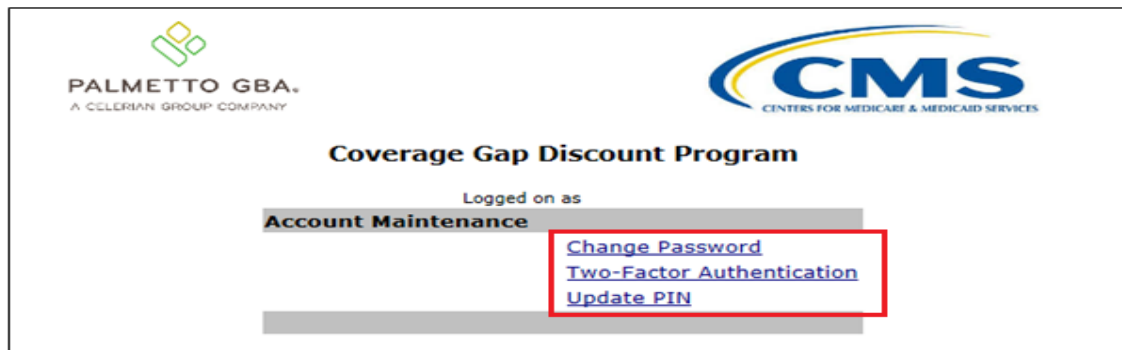 PALMETTO GBA.
A CELERIAN GROUP COMPANY
CMS
CENTERS FOR MEDICARE & MEDICAID SERVICES
Coverage Gap Discount Program
Logged on as
Account Maintenance
Change Password
Two-Factor Authentication
Update PIN